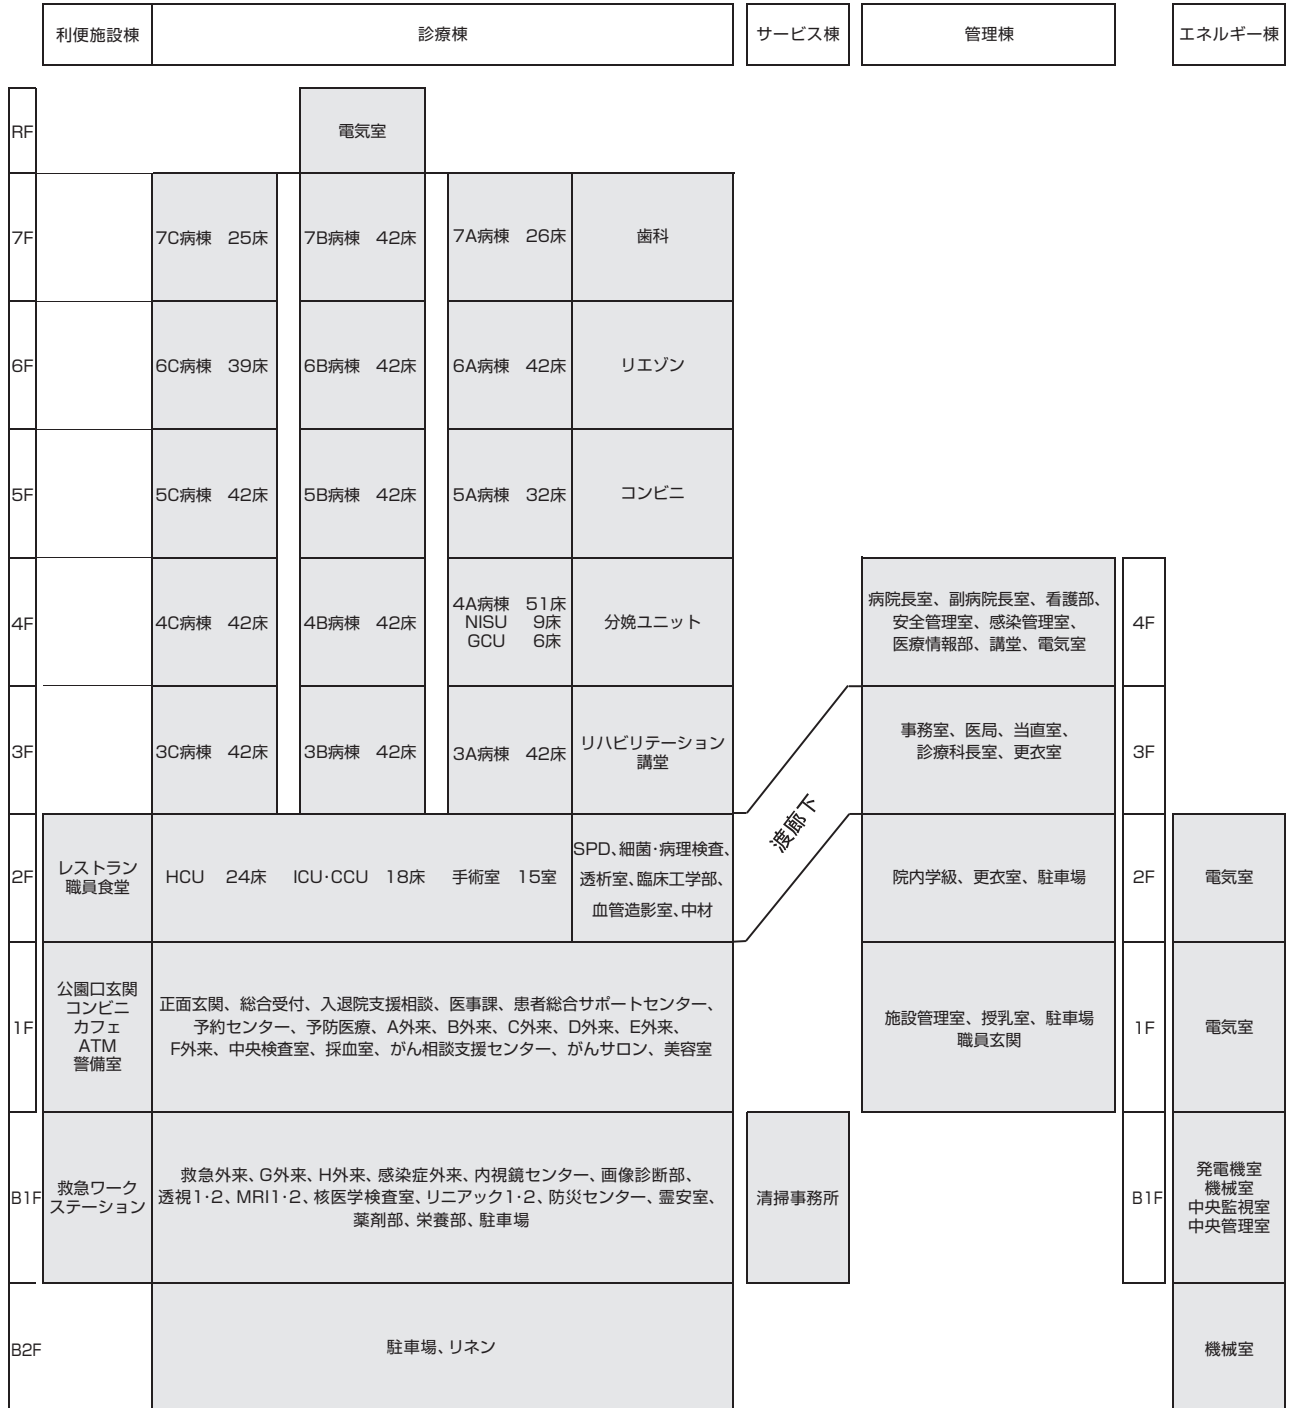 利便施設棟
診療棟
サービス棟
管理棟
エネルギー棟
RF
電気室
7F
7C病棟 25床
7B病棟 42床
7A病棟 26床
歯科
6F
6C病棟 39床
6B病棟 42床
6A病棟 42床
リエゾン
5F
5C病棟 42床
5B病棟 42床
5A病棟 32床
コンビニ
4F
4C病棟 42床
4B病棟 42床
4A病棟 51床
NISU 9床
GCU 6床
分娩ユニット
病院長室、副病院長室、看護部、
安全管理室、感染管理室、
医療情報部、講堂、電気室
4F
3F
3C病棟 42床
3B病棟 42床
3A病棟 42床
リハビリテーション
講堂
事務室、医局、当直室、
診療科長室、更衣室
3F
渡廊下
2F
レストラン
職員食堂
HCU 24床 ICU・CCU 18床 手術室 15室
SPD、細菌・病理検査、
透析室、臨床工学部、
血管造影室、中材
院内学級、更衣室、駐車場
2F
電気室
1F
公園口玄関
コンビニ
カフェ
ATM
警備室
正面玄関、総合受付、入退院支援相談、医事課、患者総合サポートセンター、
予約センター、予防医療、A外来、B外来、C外来、D外来、E外来、
F外来、中央検査室、採血室、がん相談支援センター、がんサロン、美容室
施設管理室、授乳室、駐車場
職員玄関
1F
電気室
B1F
救急ワーク
ステーション
救急外来、G外来、H外来、感染症外来、内視鏡センター、画像診断部、
透視1・2、MRI1・2、核医学検査室、リニアック1・2、防災センター、霊安室、
薬剤部、栄養部、駐車場
清掃事務所
B1F
発電機室
機械室
中央監視室
中央管理室
B2F
駐車場、リネン
機械室